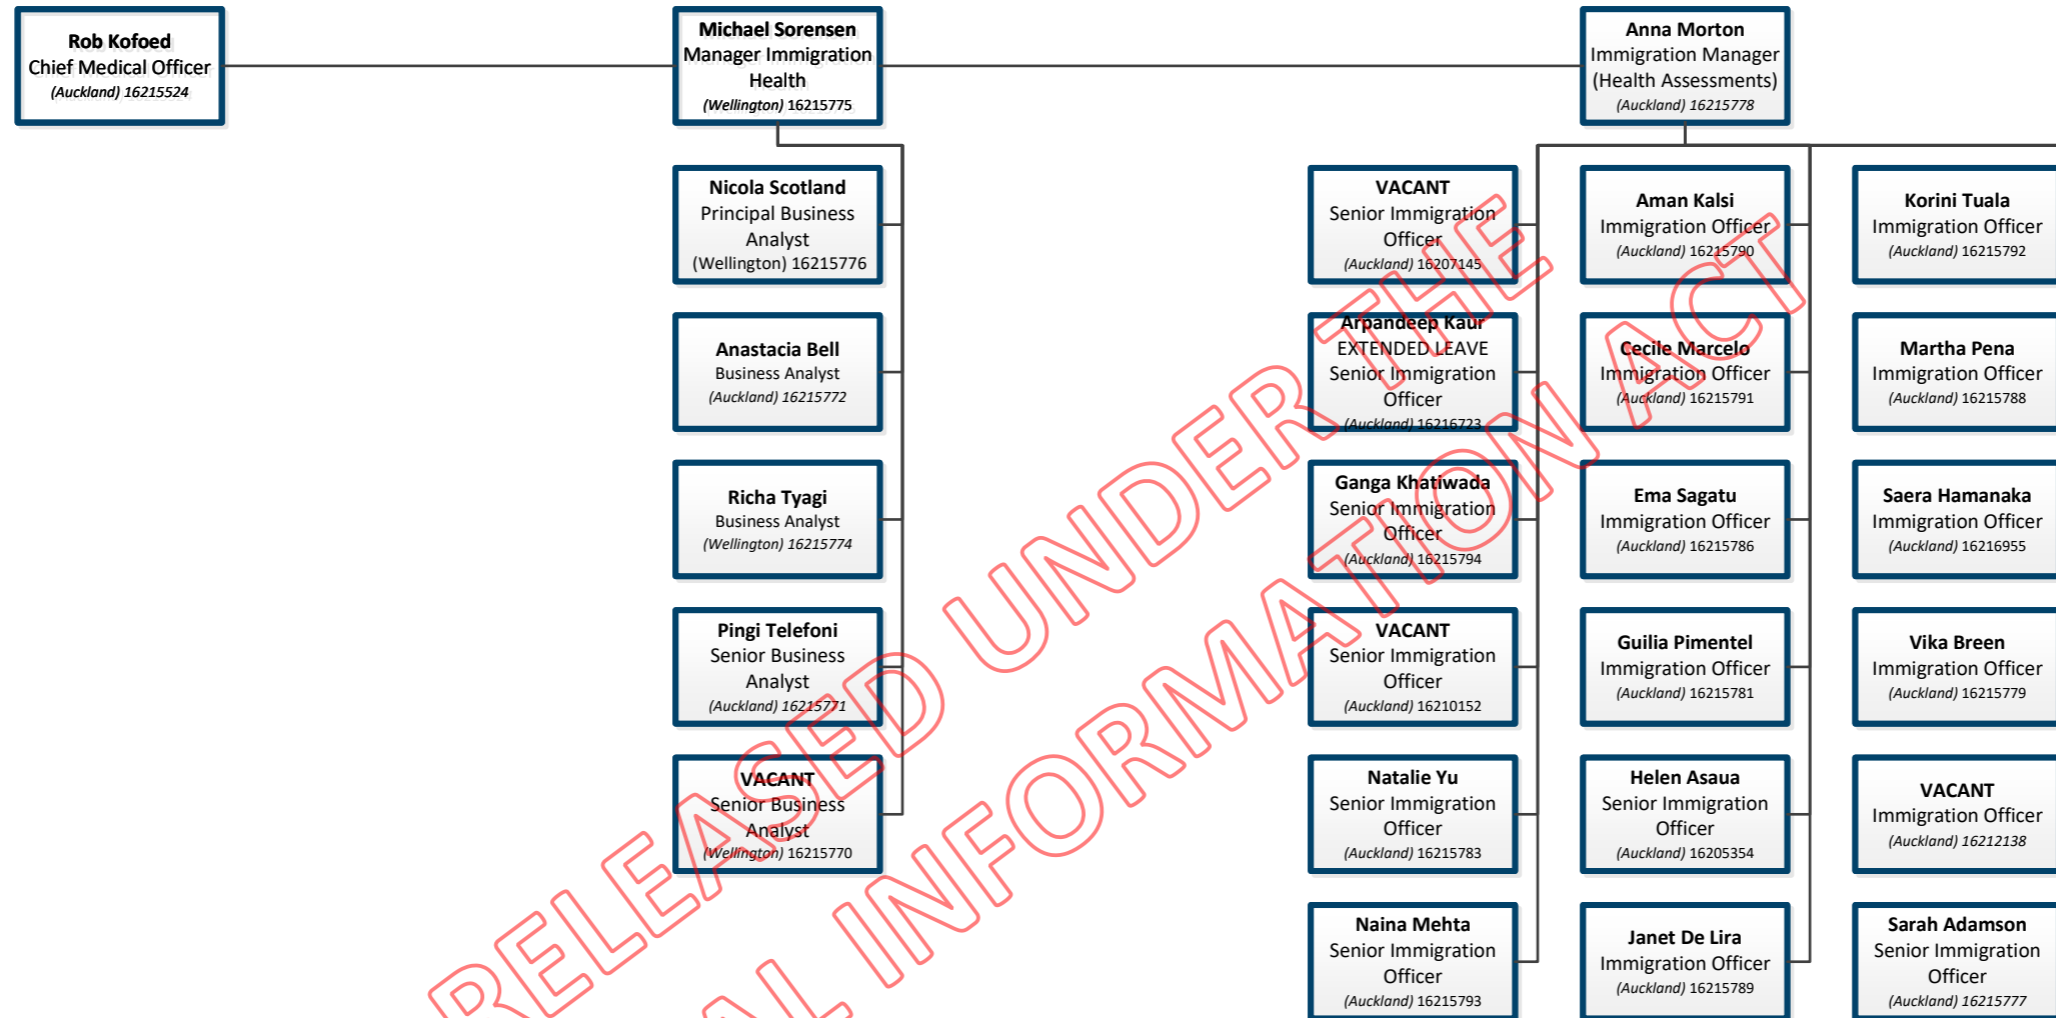 Rob Kofoed
Chief Medical Officer
(Auckland) 16215524
Michael Sorensen
Manager Immigration
Health
(Wellington) 16215775
Anna Morton
Immigration Manager
(Health Assessments)
(Auckland) 16215778
Nicola Scotland
Principal Business
Analyst
(Wellington) 16215776
Anastacia Bell
Business Analyst
(Auckland) 16215772
Richa Tyagi
Business Analyst
(Wellington) 16215774
Pingi Telefoni
Senior Business
Analyst
(Auckland) 16215771
VACANT
Senior Business
Analyst
(Wellington) 16215770
VACANT
Senior Immigration
Officer
(Auckland) 16207145
Arpandeep Kaur
EXTENDED LEAVE
Senior Immigration
Officer
(Auckland) 16216723
Ganga Khatiwada
Senior Immigration
Officer
(Auckland) 16215794
VACANT
Senior Immigration
Officer
(Auckland) 16210152
Natalie Yu
Senior Immigration
Officer
(Auckland) 16215783
Naina Mehta
Senior Immigration
Officer
(Auckland) 16215793
Aman Kalsi
Immigration Officer
(Auckland) 16215790
Cecile Marcelo
Immigration Officer
(Auckland) 16215791
Ema Sagatu
Immigration Officer
(Auckland) 16215786
Guilia Pimentel
Immigration Officer
(Auckland) 16215781
Helen Asaua
Senior Immigration
Officer
(Auckland) 16205354
Janet De Lira
Immigration Officer
(Auckland) 16215789
Korini Tuala
Immigration Officer
(Auckland) 16215792
Martha Pena
Immigration Officer
(Auckland) 16215788
Saera Hamanaka
Immigration Officer
(Auckland) 16216955
Vika Breen
Immigration Officer
(Auckland) 16215779
VACANT
Immigration Officer
(Auckland) 16212138
Sarah Adamson
Senior Immigration
Officer
(Auckland) 16215777
RELEASED UNDER THE
AL INFORMATION ACT